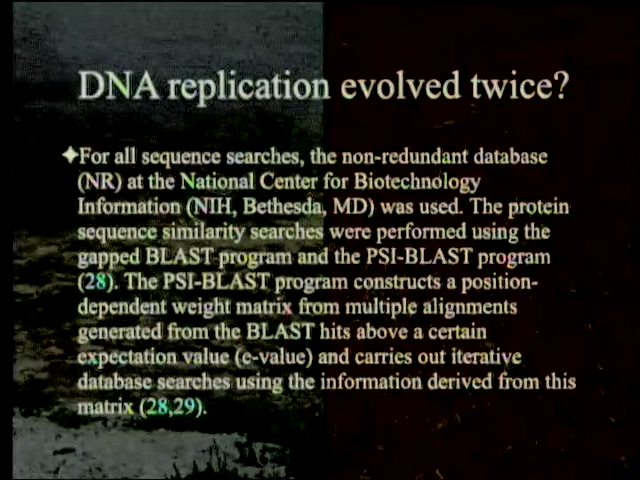 DNA replication evolved twice?
✦For all sequence searches, the non-redundant database
(NR) at the National Center for Biotechnology
Information (NIH, Bethesda, MD) was used. The protein
sequence similarity searches were performed using the
gapped BLAST program and the PSI-BLAST program
(28). The PSI-BLAST program constructs a position-
dependent weight matrix from multiple alignments
generated from the BLAST hits above a certain
expectation value (e-value) and carries out iterative
database searches using the information derived from this
matrix (28,29).